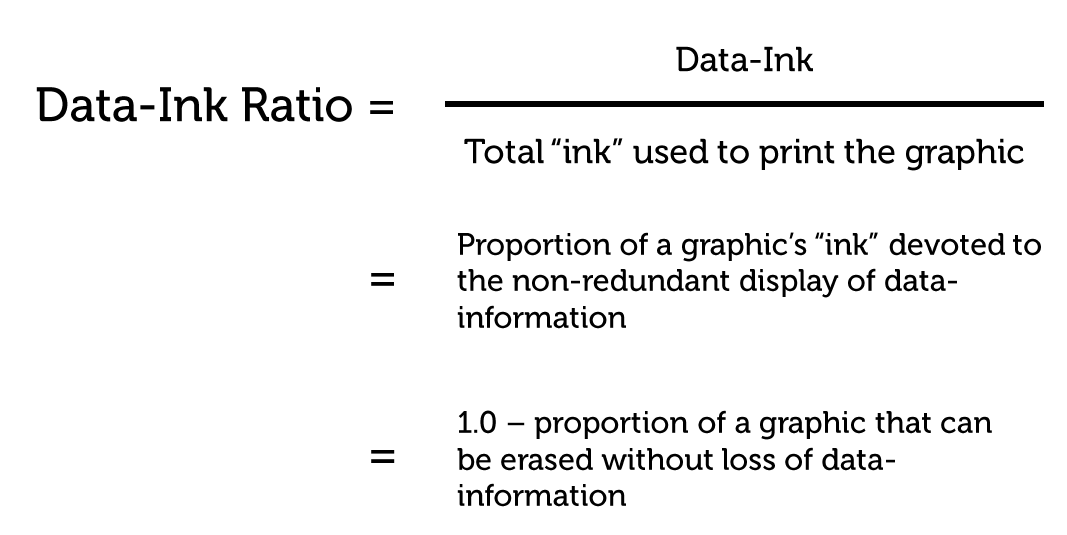 Data-Ink
Data-Ink Ratio =
Total “ink” used to print the graphic
Proportion of a graphic’s “ink” devoted to
= the non-redundant display of data-
information
1.0 – proportion of a graphic that can
= be erased without loss of data-
information